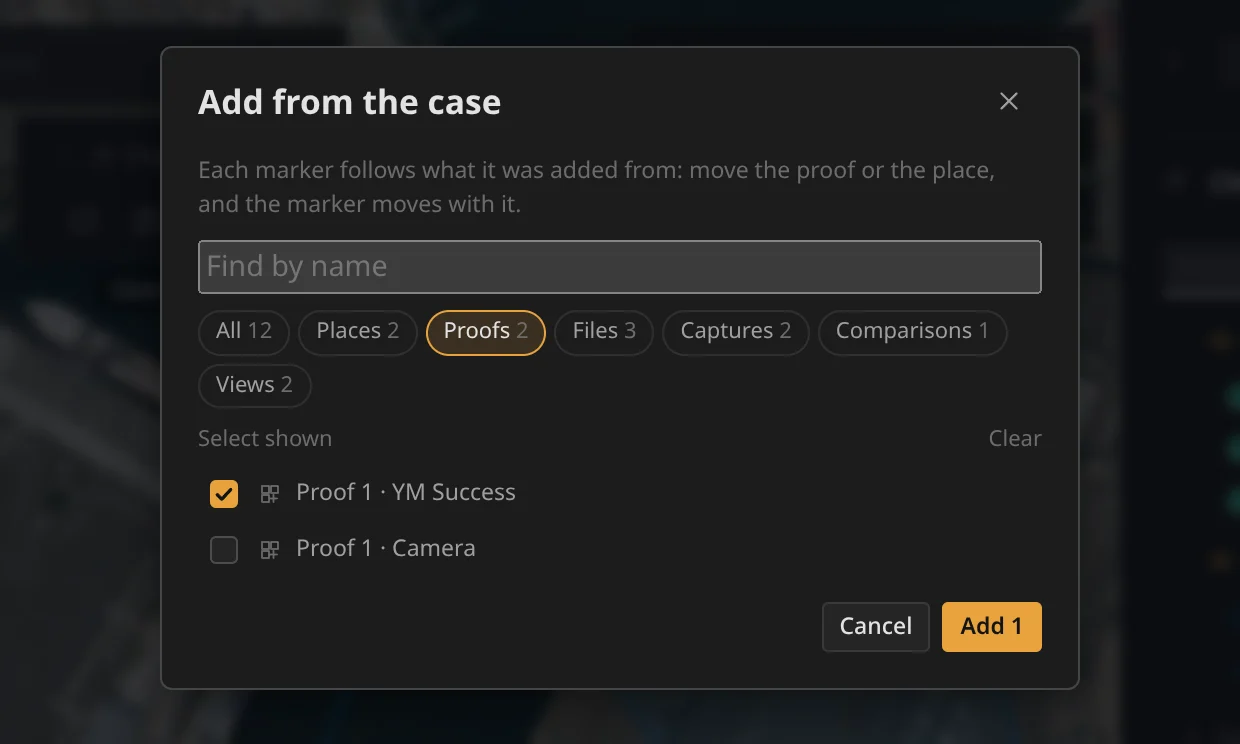 Add from the case
Each marker follows what it was added from: move the proof or the place,
and the marker moves with it.
Find by name
All 12 Places 2 Proofs 2 Files 3 Captures 2 Comparisons 1
Views 2
Select shown Clear
Proof 1 · YM Success
Proof 1 · Camera
Cancel Add 1